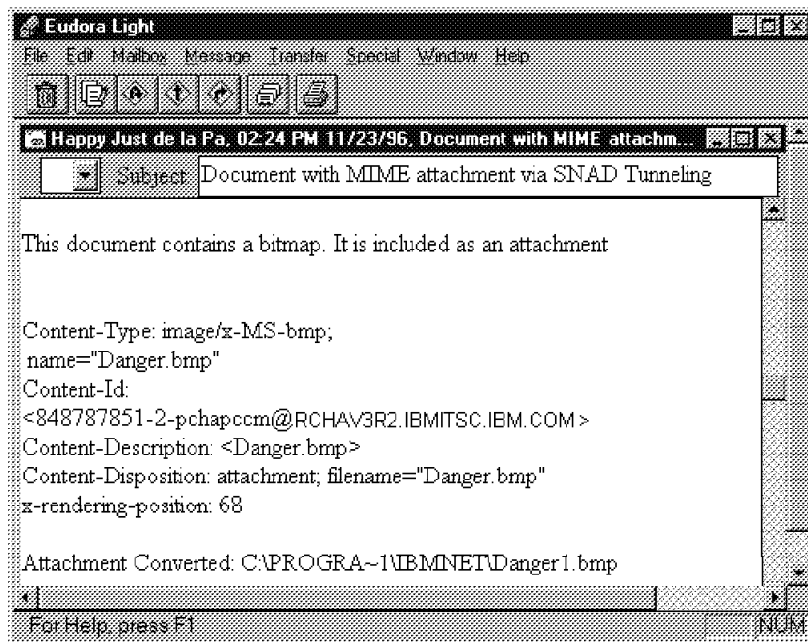 Eudora Light
File Edit Mailbox Message Transfer Special Window Help
Happy Just de la Pa, 02:24 PM 11/23/96, Document with MIME attachm...
Subject: Document with MIME attachment via SNAD Tunneling
This document contains a bitmap. It is included as an attachment
Content-Type: image/x-MS-bmp;
name="Danger.bmp"
Content-Id:
<848787851-2-pchapccm@RCHAV3R2.IBMITSC.IBM.COM>
Content-Description: <Danger.bmp>
Content-Disposition: attachment; filename="Danger.bmp"
x-rendering-position: 68
Attachment Converted: C:\PROGRA~1\IBMNET\Danger1.bmp
For Help, press F1
NUM